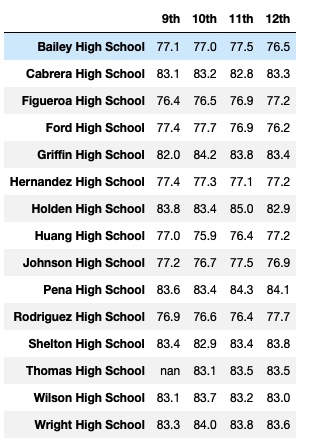 9th 10th 11th 12th
Bailey High School 77.1 77.0 77.5 76.5
Cabrera High School 83.1 83.2 82.8 83.3
Figueroa High School 76.4 76.5 76.9 77.2
Ford High School 77.4 77.7 76.9 76.2
Griffin High School 82.0 84.2 83.8 83.4
Hernandez High School 77.4 77.3 77.1 77.2
Holden High School 83.8 83.4 85.0 82.9
Huang High School 77.0 75.9 76.4 77.2
Johnson High School 77.2 76.7 77.5 76.9
Pena High School 83.6 83.4 84.3 84.1
Rodriguez High School 76.9 76.6 76.4 77.7
Shelton High School 83.4 82.9 83.4 83.8
Thomas High School nan 83.1 83.5 83.5
Wilson High School 83.1 83.7 83.2 83.0
Wright High School 83.3 84.0 83.8 83.6